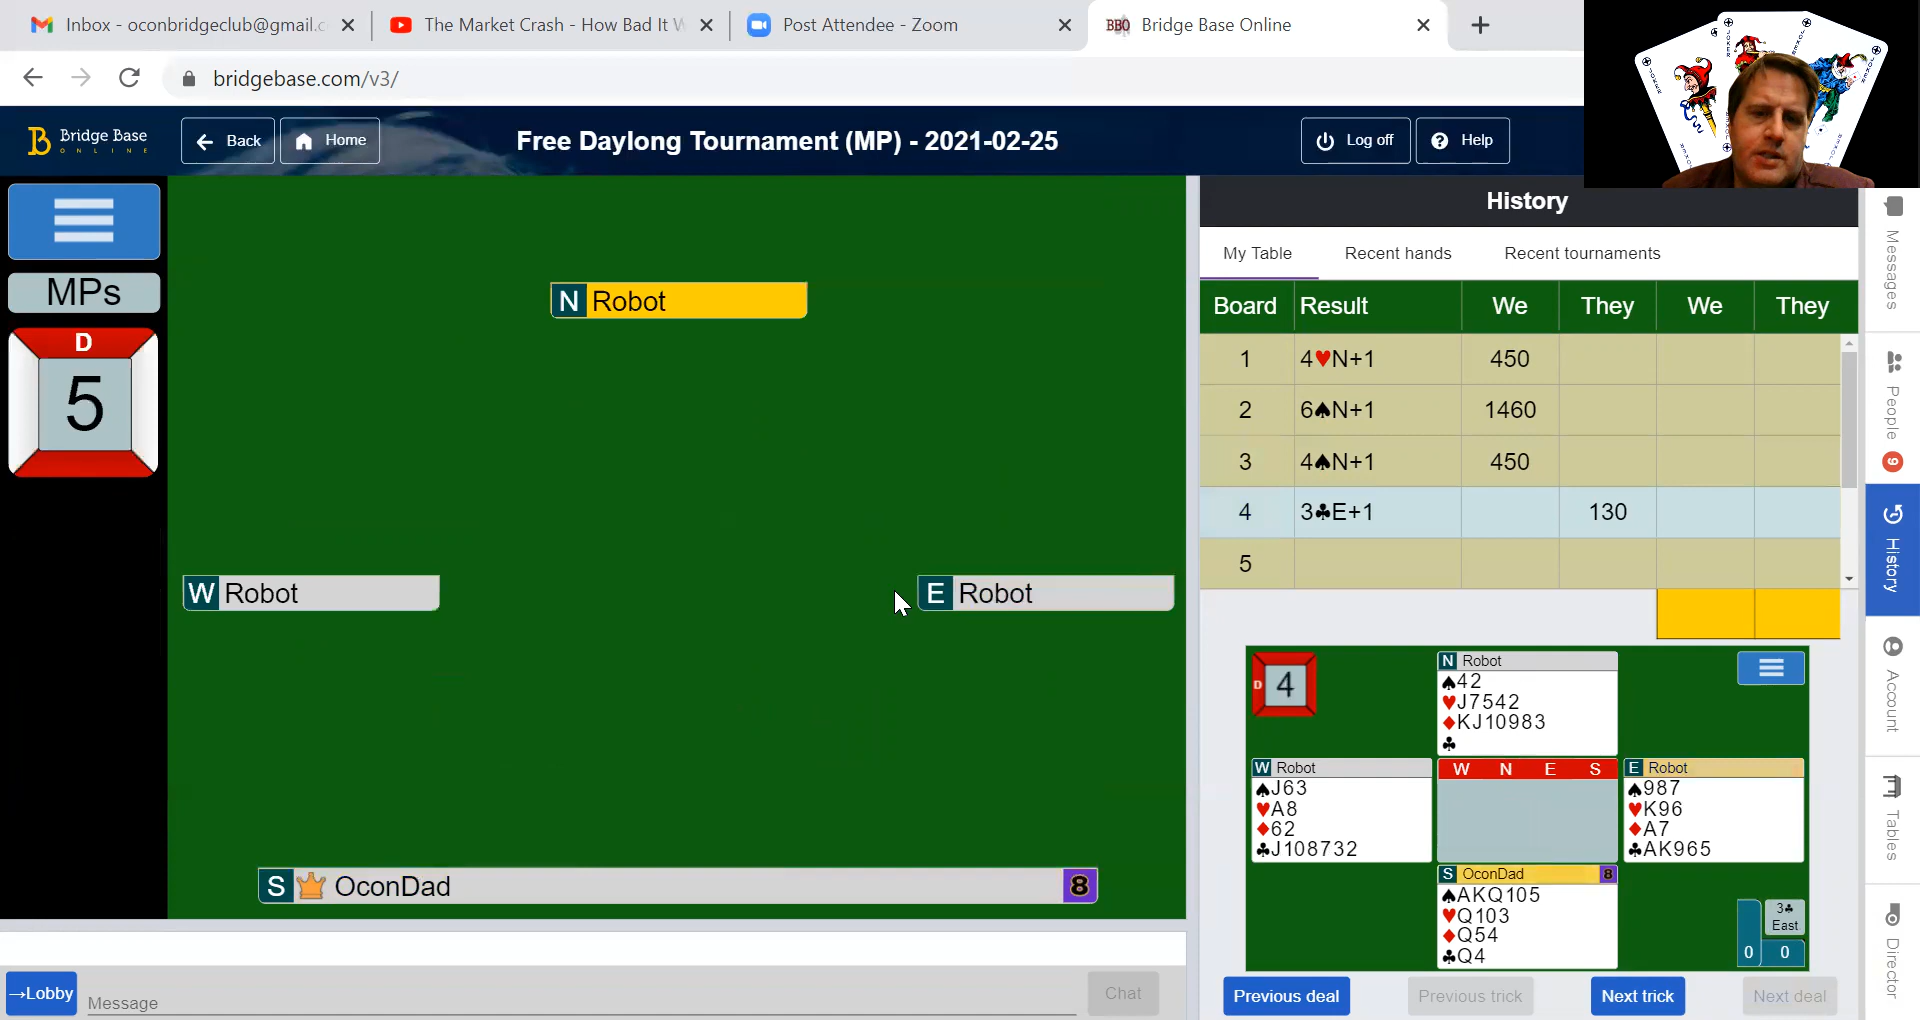 Inbox - oconbridgeclub@gmail.c
The Market Crash - How Bad It W
Post Attendee - Zoom
BBO Bridge Base Online
bridgebase.com/v3/
Bridge Base
ONLINE
Back
Home
Free Daylong Tournament (MP) - 2021-02-25
Log off
Help
MPs
D
5
N Robot
W Robot
E Robot
S OconDad 8
→Lobby
Message
Chat
History
My Table
Recent hands
Recent tournaments
Board Result We They We They
1 4♥N+1 450
2 6♠N+1 1460
3 4♠N+1 450
4 3♣E+1 130
5
D 4
N Robot
♠42
♥J7542
♦KJ10983
♣
W Robot
♠J63
♥A8
♦62
♣J108732
W N E S
E Robot
♠987
♥K96
♦A7
♣AK965
S OconDad 8
♠AKQ105
♥Q103
♦Q54
♣Q4
3♣
East
0 0
Previous deal
Previous trick
Next trick
Next deal
Messages
People
9
History
Account
Tables
Director